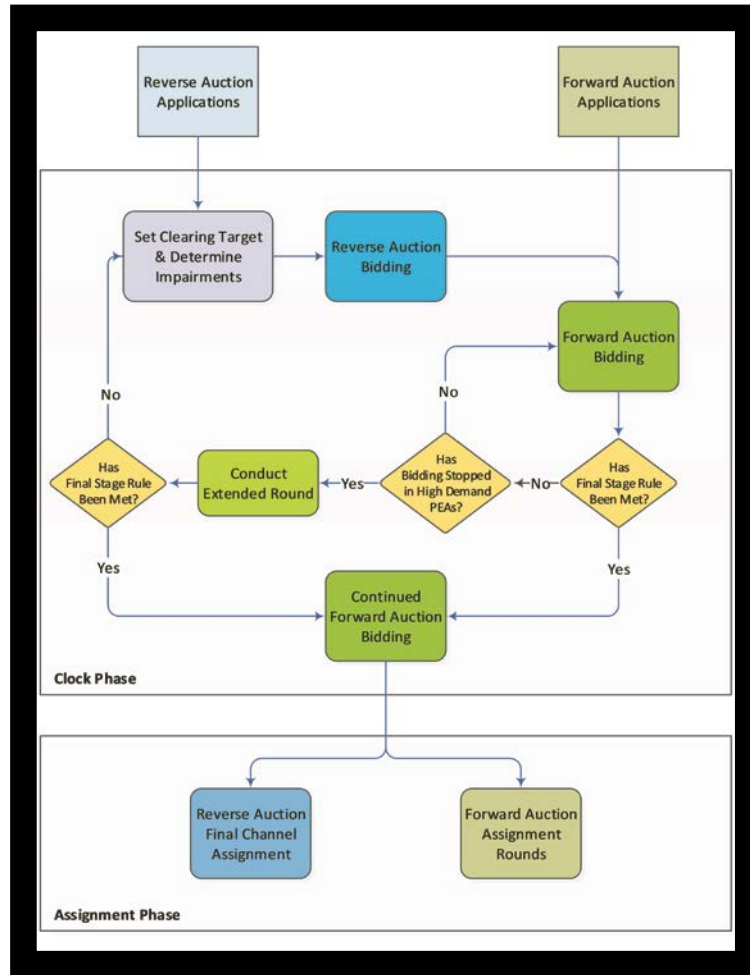 Reverse Auction
Applications
Forward Auction
Applications
Set Clearing Target
& Determine
Impairments
Reverse Auction
Bidding
Forward Auction
Bidding
No
No
Has
Final Stage Rule
Been Met?
Conduct
Extended Round
Yes
Has
Bidding Stopped
in High Demand
PEAs?
No
Has
Final Stage Rule
Been Met?
Yes
Yes
Continued
Forward Auction
Bidding
Clock Phase
Reverse Auction
Final Channel
Assignment
Forward Auction
Assignment
Rounds
Assignment Phase